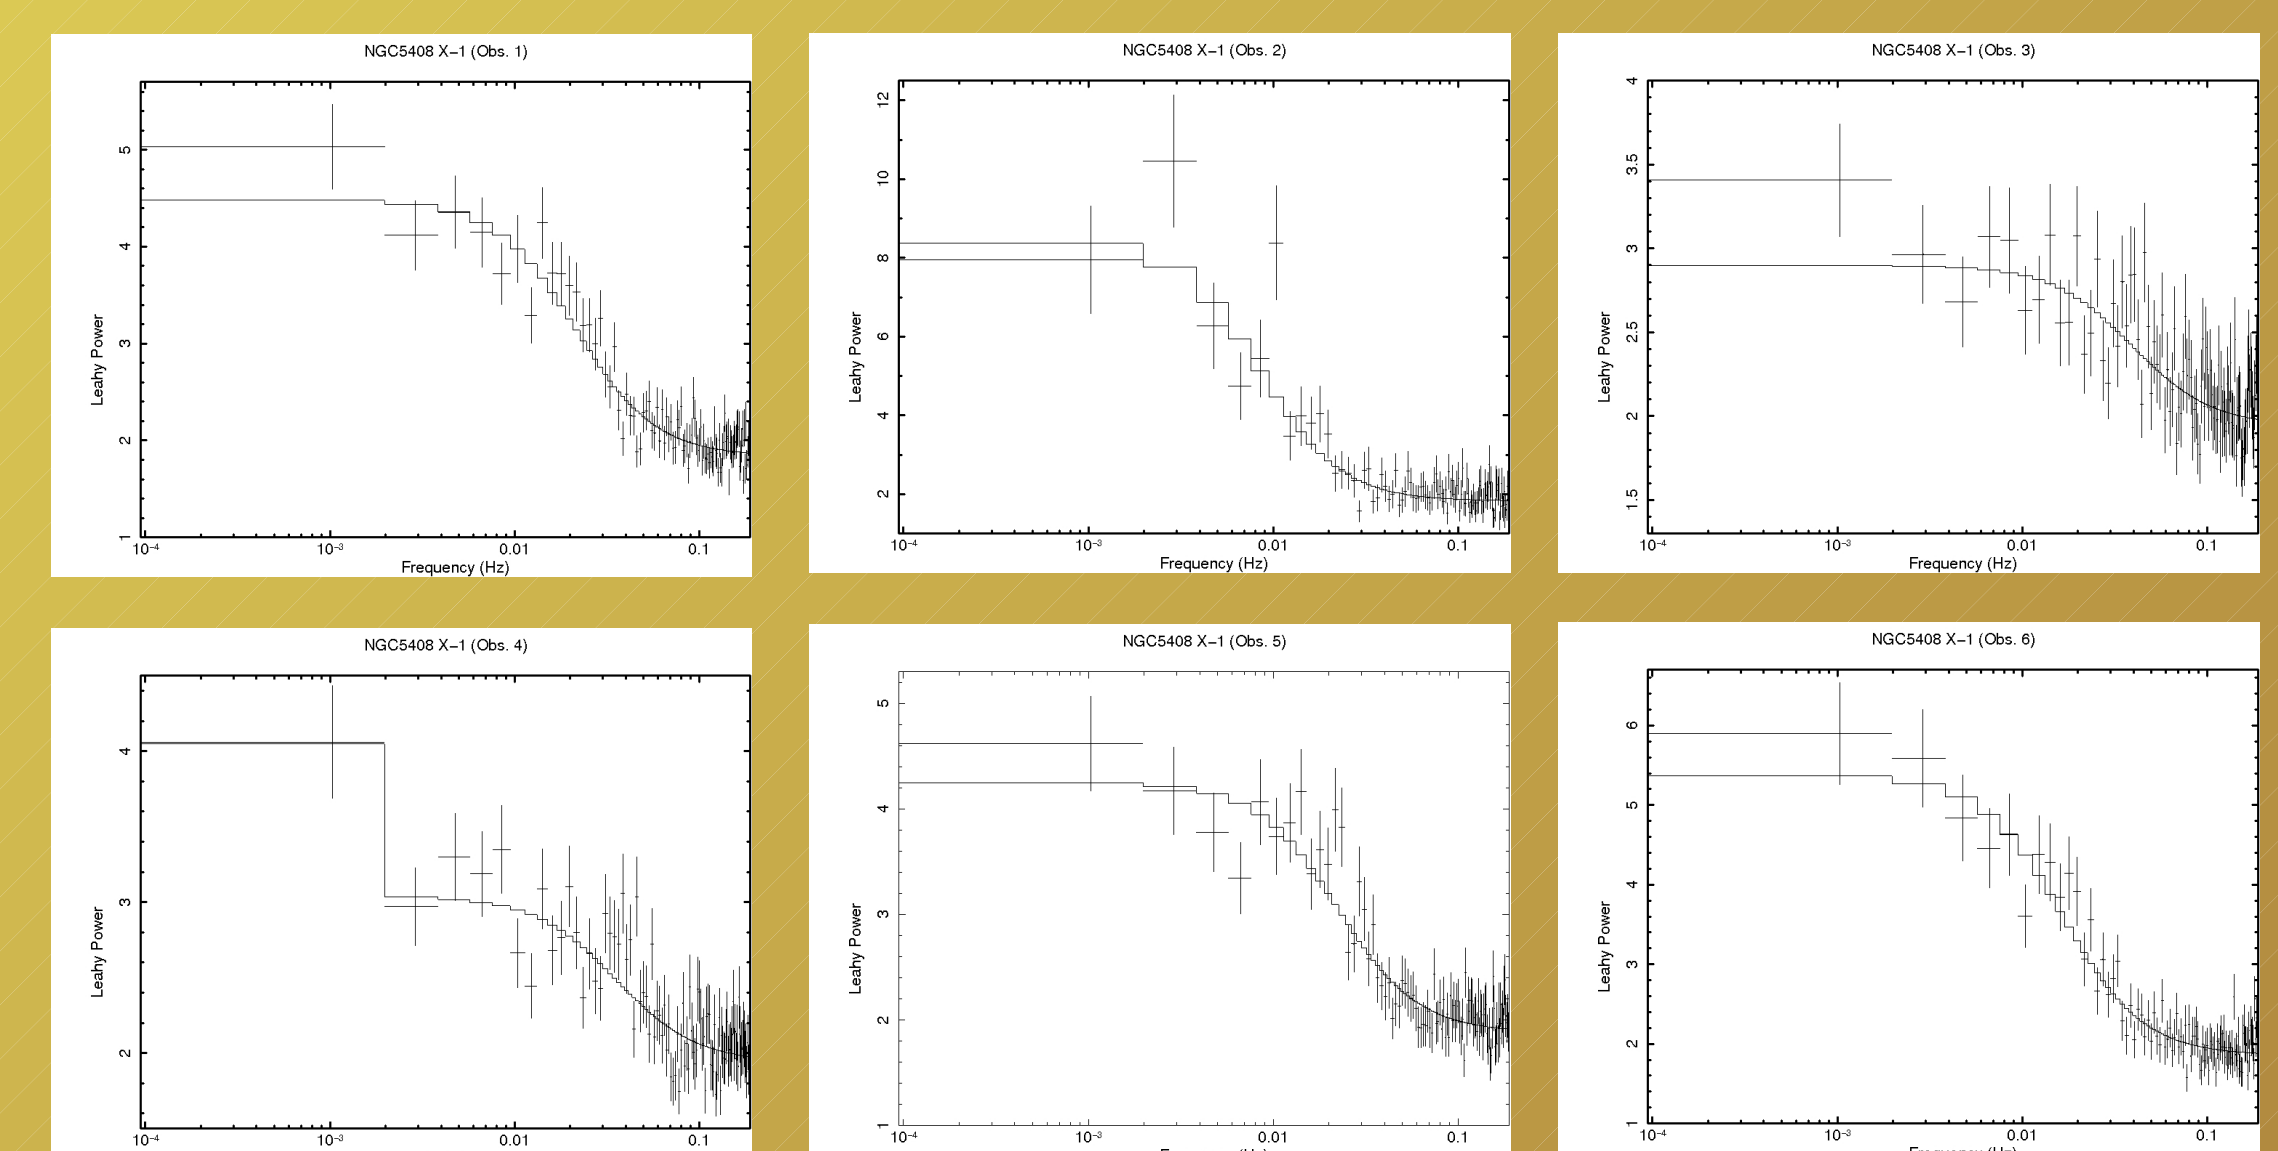 NGC5408 X−1 (Obs. 1)
5
4
3
2
1
Leahy Power
10⁻⁴ 10⁻³ 0.01 0.1
Frequency (Hz)
NGC5408 X−1 (Obs. 2)
12
10
8
6
4
2
Leahy Power
10⁻⁴ 10⁻³ 0.01 0.1
Frequency (Hz)
NGC5408 X−1 (Obs. 3)
4
3.5
3
2.5
2
1.5
Leahy Power
10⁻⁴ 10⁻³ 0.01 0.1
Frequency (Hz)
NGC5408 X−1 (Obs. 4)
4
3
2
Leahy Power
10⁻⁴ 10⁻³ 0.01 0.1
NGC5408 X−1 (Obs. 5)
5
4
3
2
1
Leahy Power
10⁻⁴ 10⁻³ 0.01 0.1
NGC5408 X−1 (Obs. 6)
6
5
4
3
2
1
Leahy Power
10⁻⁴ 10⁻³ 0.01 0.1